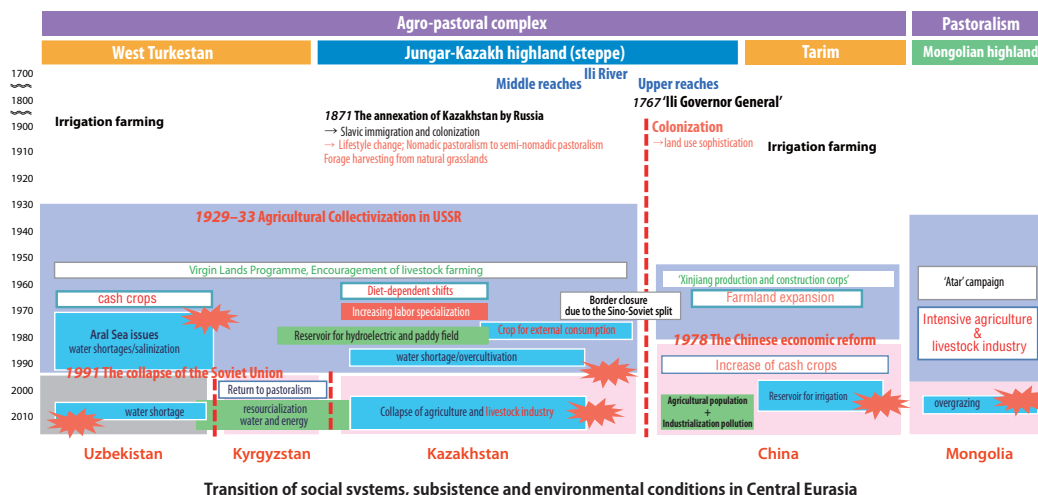 Agro-pastoral complex
Pastoralism
West Turkestan
Jungar-Kazakh highland (steppe)
Tarim
Mongolian highland
1700
1800
1900
1910
1920
1930
1940
1950
1960
1970
1980
1990
2000
2010
Ili River
Middle reaches
Upper reaches
1767 'Ili Governor General'
Irrigation farming
1871 The annexation of Kazakhstan by Russia
→ Slavic immigration and colonization
→ Lifestyle change; Nomadic pastoralism to semi-nomadic pastoralism
Forage harvesting from natural grasslands
Colonization
→land use sophistication
Irrigation farming
1929–33 Agricultural Collectivization in USSR
Virgin Lands Programme, Encouragement of livestock farming
cash crops
Diet-dependent shifts
Increasing labor specialization
Border closure
due to the Sino-Soviet split
Aral Sea issues
water shortages/salinization
Reservoir for hydroelectric and paddy field
Crop for external consumption
water shortage/overcultivation
'Xinjiang production and construction corps'
Farmland expansion
1978 The Chinese economic reform
Increase of cash crops
'Atar' campaign
Intensive agriculture
&
livestock industry
1991 The collapse of the Soviet Union
Return to pastoralism
water shortage
resourcialization
water and energy
Collapse of agriculture and livestock industry
Agricultural population
+
Industrialization pollution
Reservoir for irrigation
overgrazing
Uzbekistan
Kyrgyzstan
Kazakhstan
China
Mongolia
Transition of social systems, subsistence and environmental conditions in Central Eurasia